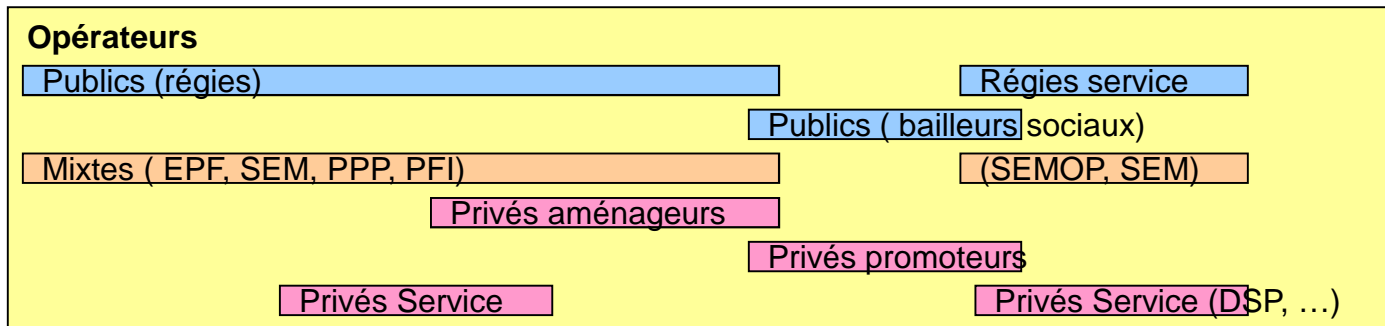 Opérateurs
Publics (régies)
Régies service
Publics ( bailleurs sociaux)
Mixtes ( EPF, SEM, PPP, PFI)
(SEMOP, SEM)
Privés aménageurs
Privés promoteurs
Privés Service
Privés Service (DSP, …)